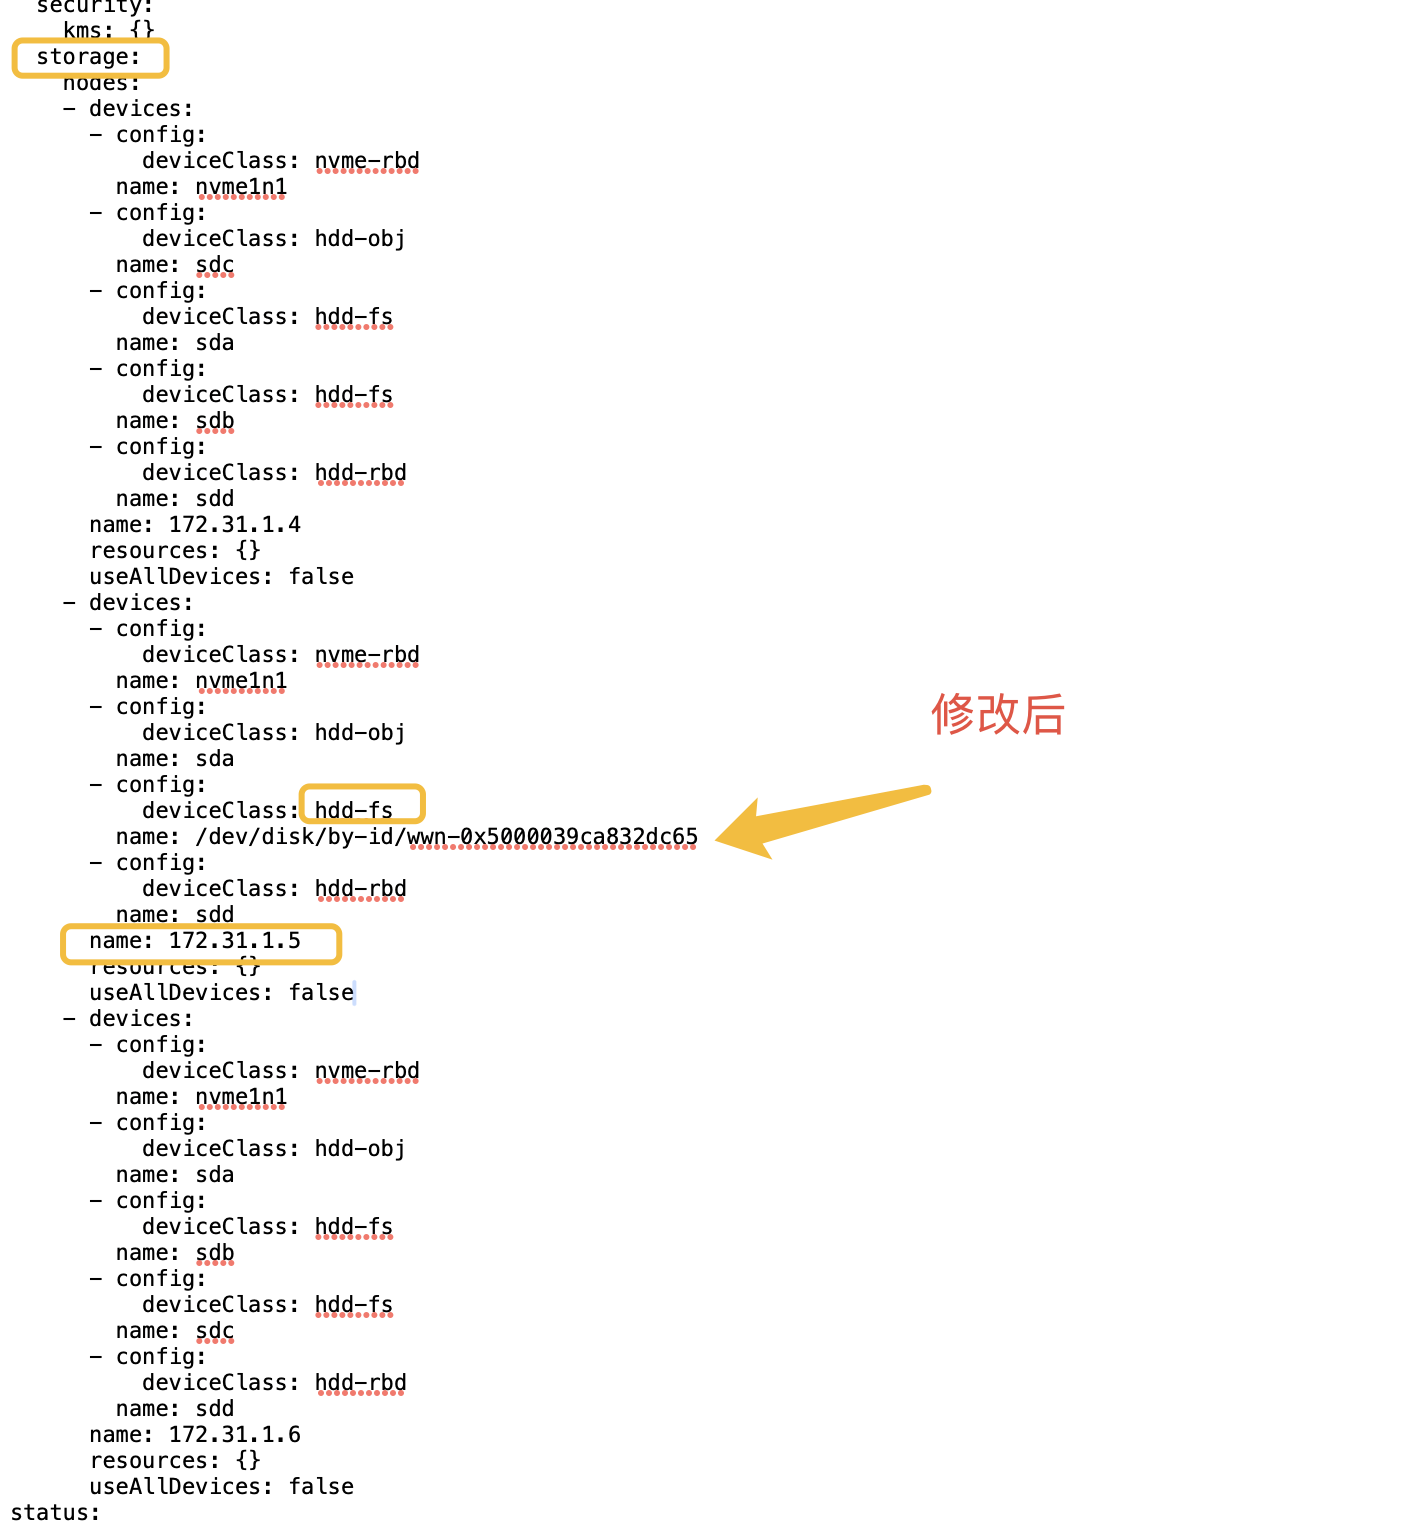 security:
  kms: {}
storage:
  nodes:
  - devices:
    - config:
        deviceClass: nvme-rbd
      name: nvme1n1
    - config:
        deviceClass: hdd-obj
      name: sdc
    - config:
        deviceClass: hdd-fs
      name: sda
    - config:
        deviceClass: hdd-fs
      name: sdb
    - config:
        deviceClass: hdd-rbd
      name: sdd
    name: 172.31.1.4
    resources: {}
    useAllDevices: false
  - devices:
    - config:
        deviceClass: nvme-rbd
      name: nvme1n1
    - config:
        deviceClass: hdd-obj
      name: sda
    - config:
        deviceClass: hdd-fs
      name: /dev/disk/by-id/wwn-0x5000039ca832dc65
    - config:
        deviceClass: hdd-rbd
      name: sdd
    name: 172.31.1.5
    resources: {}
    useAllDevices: false
  - devices:
    - config:
        deviceClass: nvme-rbd
      name: nvme1n1
    - config:
        deviceClass: hdd-obj
      name: sda
    - config:
        deviceClass: hdd-fs
      name: sdb
    - config:
        deviceClass: hdd-fs
      name: sdc
    - config:
        deviceClass: hdd-rbd
      name: sdd
    name: 172.31.1.6
    resources: {}
    useAllDevices: false
status:
修改后